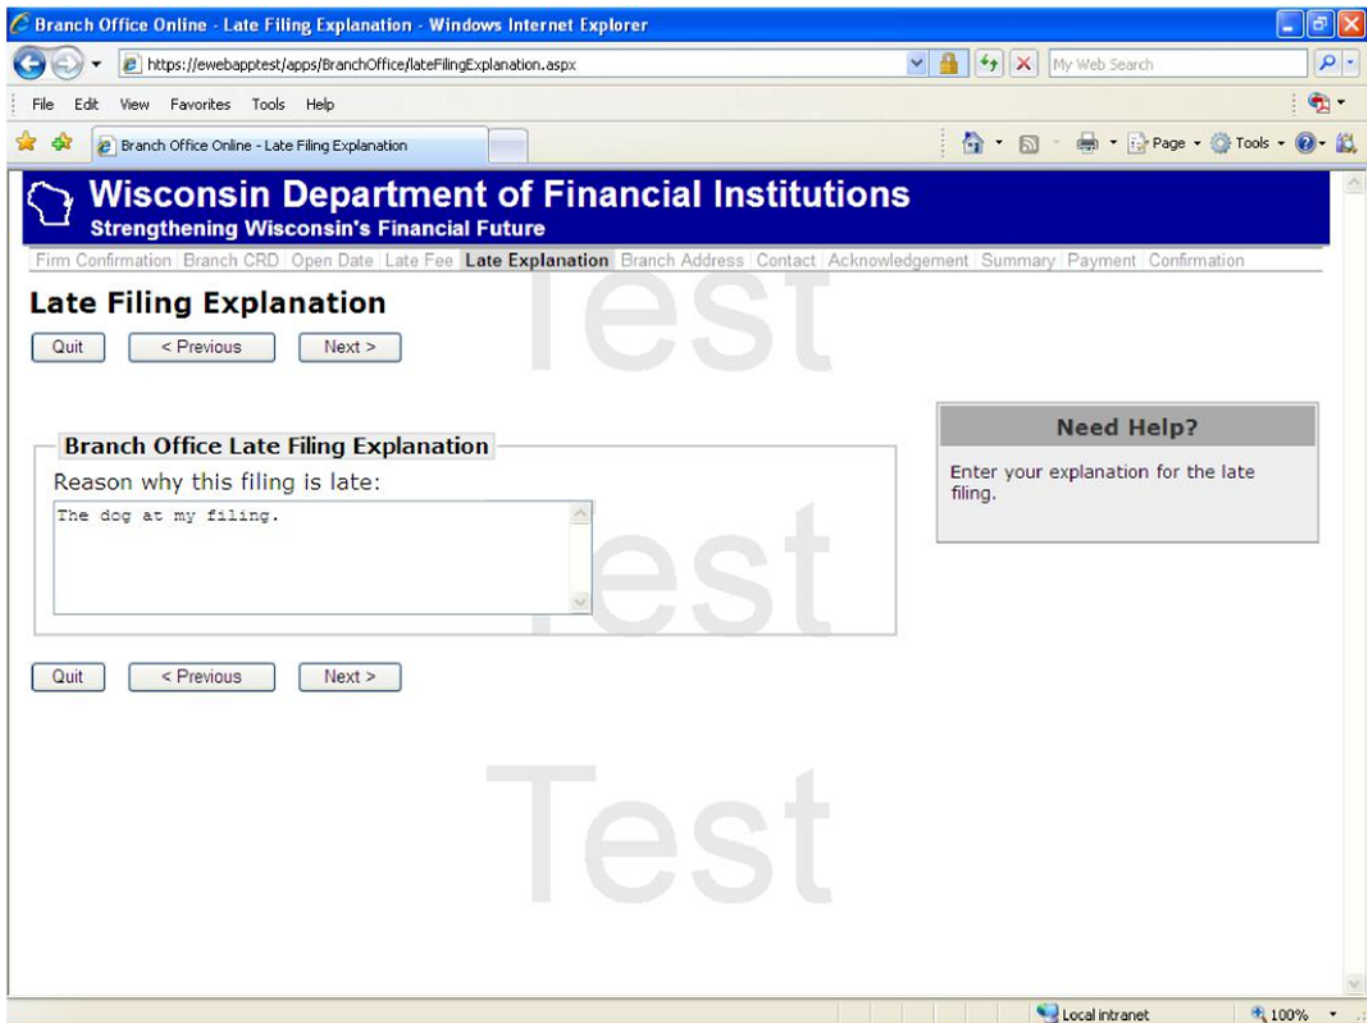 Branch Office Online - Late Filing Explanation - Windows Internet Explorer
https://ewebapptest/apps/BranchOffice/lateFilingExplanation.aspx
My Web Search
File Edit View Favorites Tools Help
Branch Office Online - Late Filing Explanation
Page Tools
Wisconsin Department of Financial Institutions
Strengthening Wisconsin's Financial Future
Firm Confirmation Branch CRD Open Date Late Fee Late Explanation Branch Address Contact Acknowledgement Summary Payment Confirmation
Test
Late Filing Explanation
Quit < Previous Next >
Need Help?
Enter your explanation for the late
filing.
Branch Office Late Filing Explanation
Reason why this filing is late:
The dog at my filing.
Test
Quit < Previous Next >
Test
Local intranet 100%